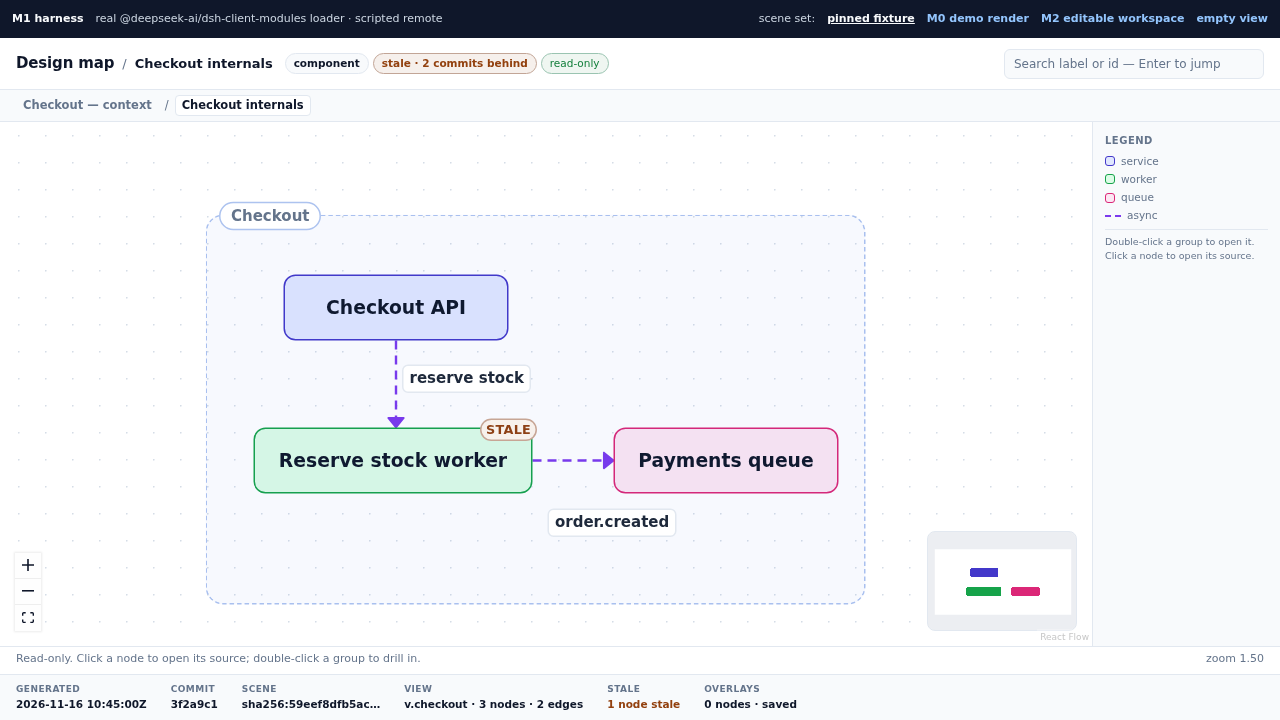 M1 harness real @deepseek-ai/dsh-client-modules loader · scripted remote scene set: pinned fixture M0 demo render M2 editable workspace empty view
Design map / Checkout internals component stale · 2 commits behind read-only Search label or id — Enter to jump
Checkout — context / Checkout internals
LEGEND
service
worker
queue
async
Double-click a group to open it.
Click a node to open its source.
Checkout
Checkout API
reserve stock
STALE
Reserve stock worker
Payments queue
order.created
React Flow
Read-only. Click a node to open its source; double-click a group to drill in. zoom 1.50
GENERATED COMMIT SCENE VIEW STALE OVERLAYS
2026-11-16 10:45:00Z 3f2a9c1 sha256:59eef8dfb5ac… v.checkout · 3 nodes · 2 edges 1 node stale 0 nodes · saved